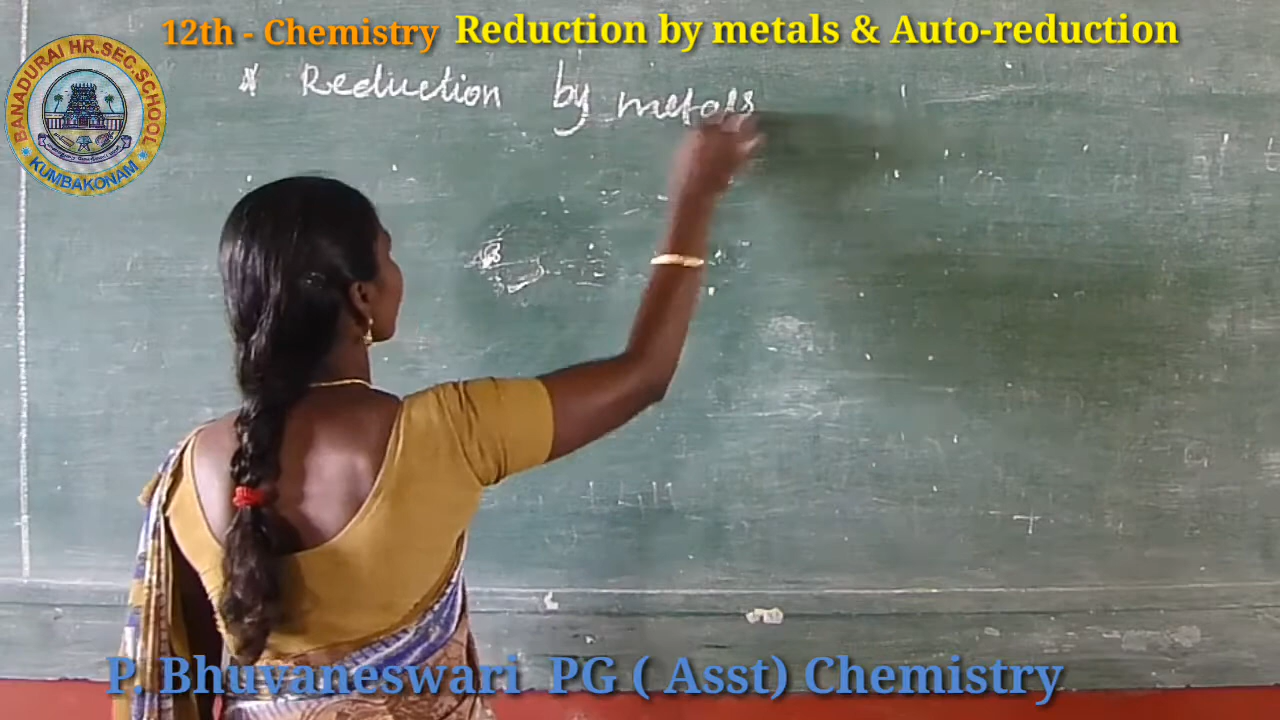 12th - Chemistry Reduction by metals & Auto-reduction
BANADURAI HR.SEC.SCHOOL
KUMBAKONAM
* Reduction by metals
P. Bhuvaneswari PG ( Asst) Chemistry